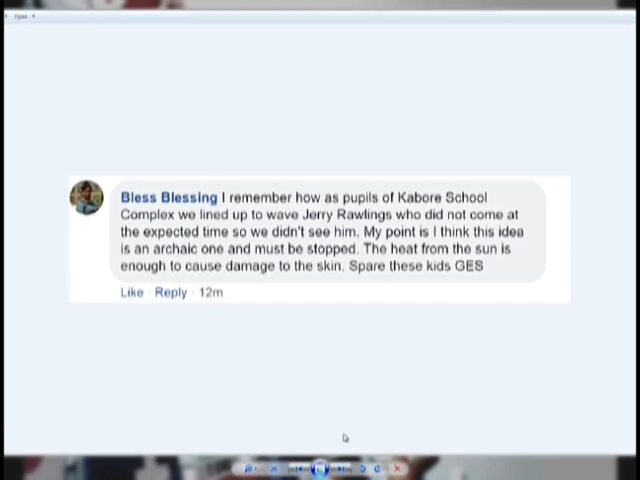 Open
Bless Blessing I remember how as pupils of Kabore School
Complex we lined up to wave Jerry Rawlings who did not come at
the expected time so we didn't see him. My point is I think this idea
is an archaic one and must be stopped. The heat from the sun is
enough to cause damage to the skin. Spare these kids GES
Like · Reply · 12m